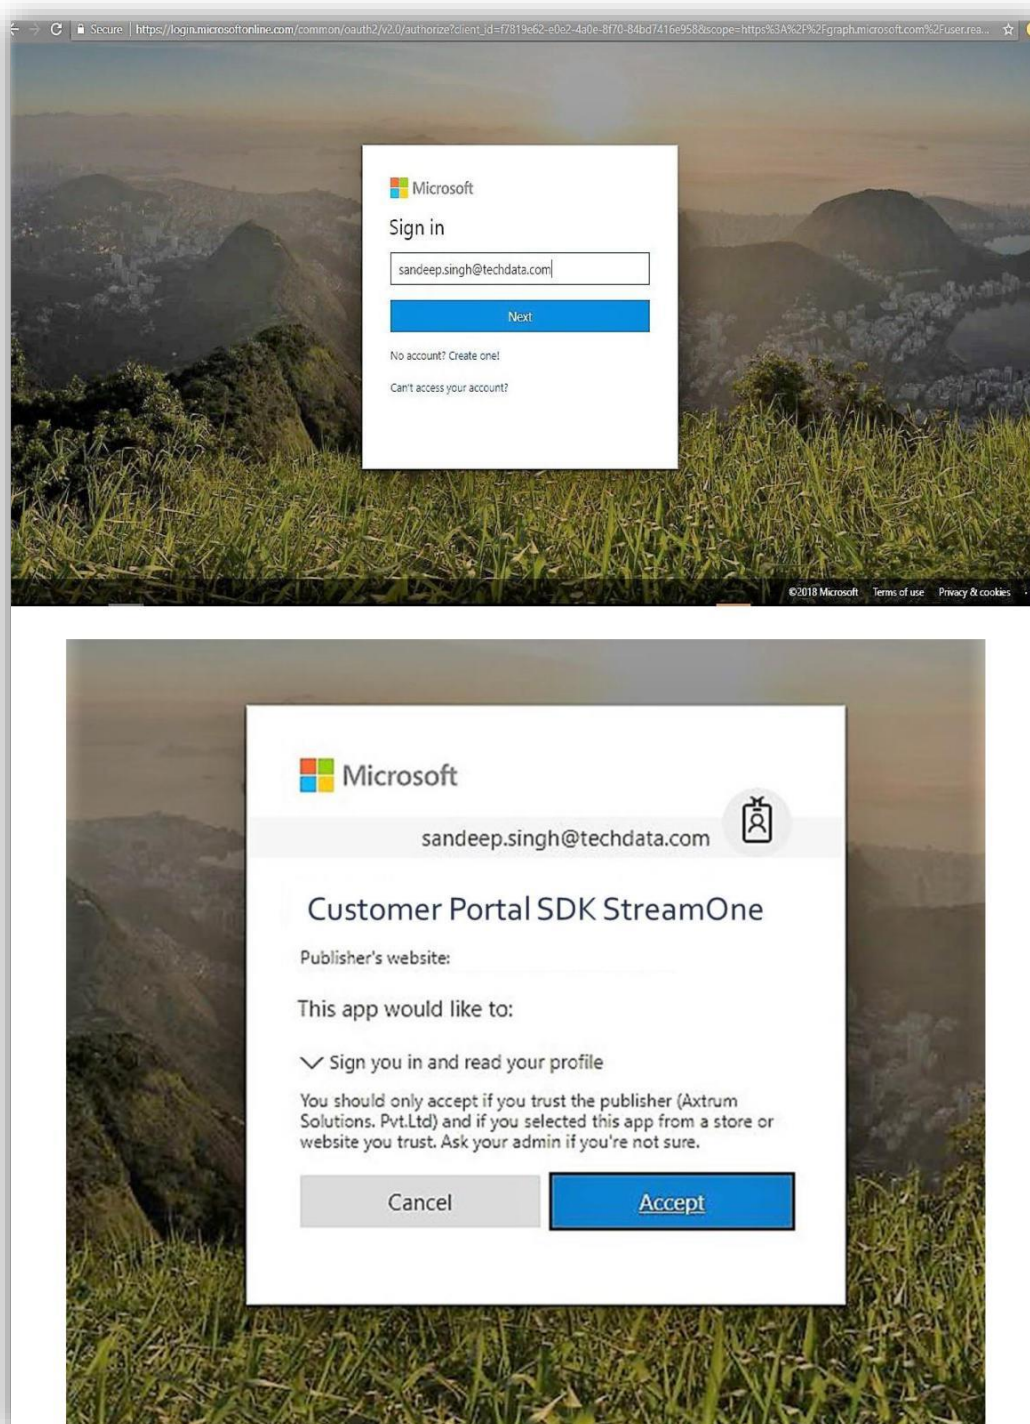 Secure | https://login.microsoftonline.com/common/oauth2/v2.0/authorize?client_id=f7819e62-e0e2-4a0e-8f70-84bd7416e958&scope=https%3A%2F%2Fgraph.microsoft.com%2Fuser.rea...
Microsoft
Sign in
sandeep.singh@techdata.com
Next
No account? Create one!
Can't access your account?
©2018 Microsoft Terms of use Privacy & cookies
Microsoft
sandeep.singh@techdata.com
Customer Portal SDK StreamOne
Publisher's website:
This app would like to:
Sign you in and read your profile
You should only accept if you trust the publisher (Axtrum
Solutions. Pvt.Ltd) and if you selected this app from a store or
website you trust. Ask your admin if you're not sure.
Cancel Accept